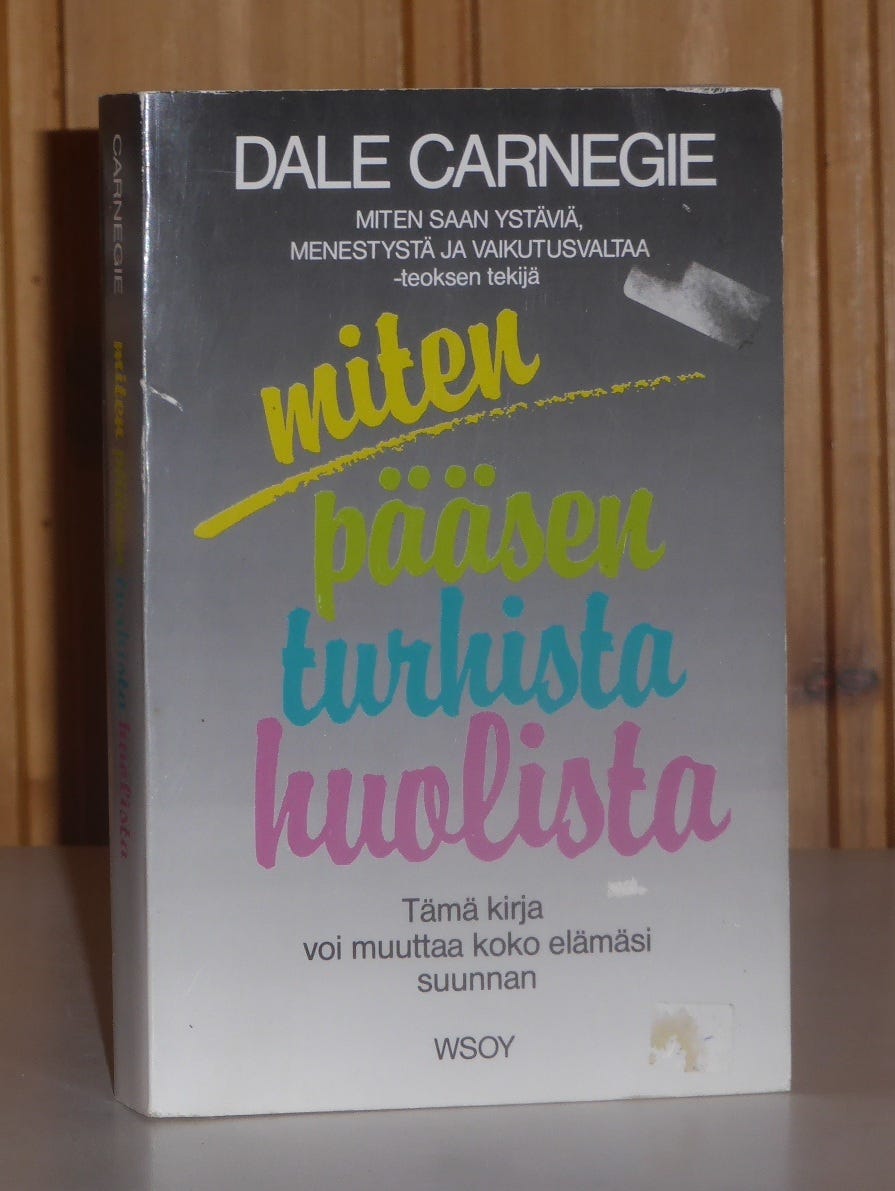 DALE CARNEGIE
MITEN SAAN YSTÄVIÄ,
MENESTYSTÄ JA VAIKUTUSVALTAA
-teoksen tekijä
miten
pääsen
turhista
huolista
Tämä kirja
voi muuttaa koko elämäsi
suunnan
WSOY
CARNEGIE miten pääsen turhista huolista